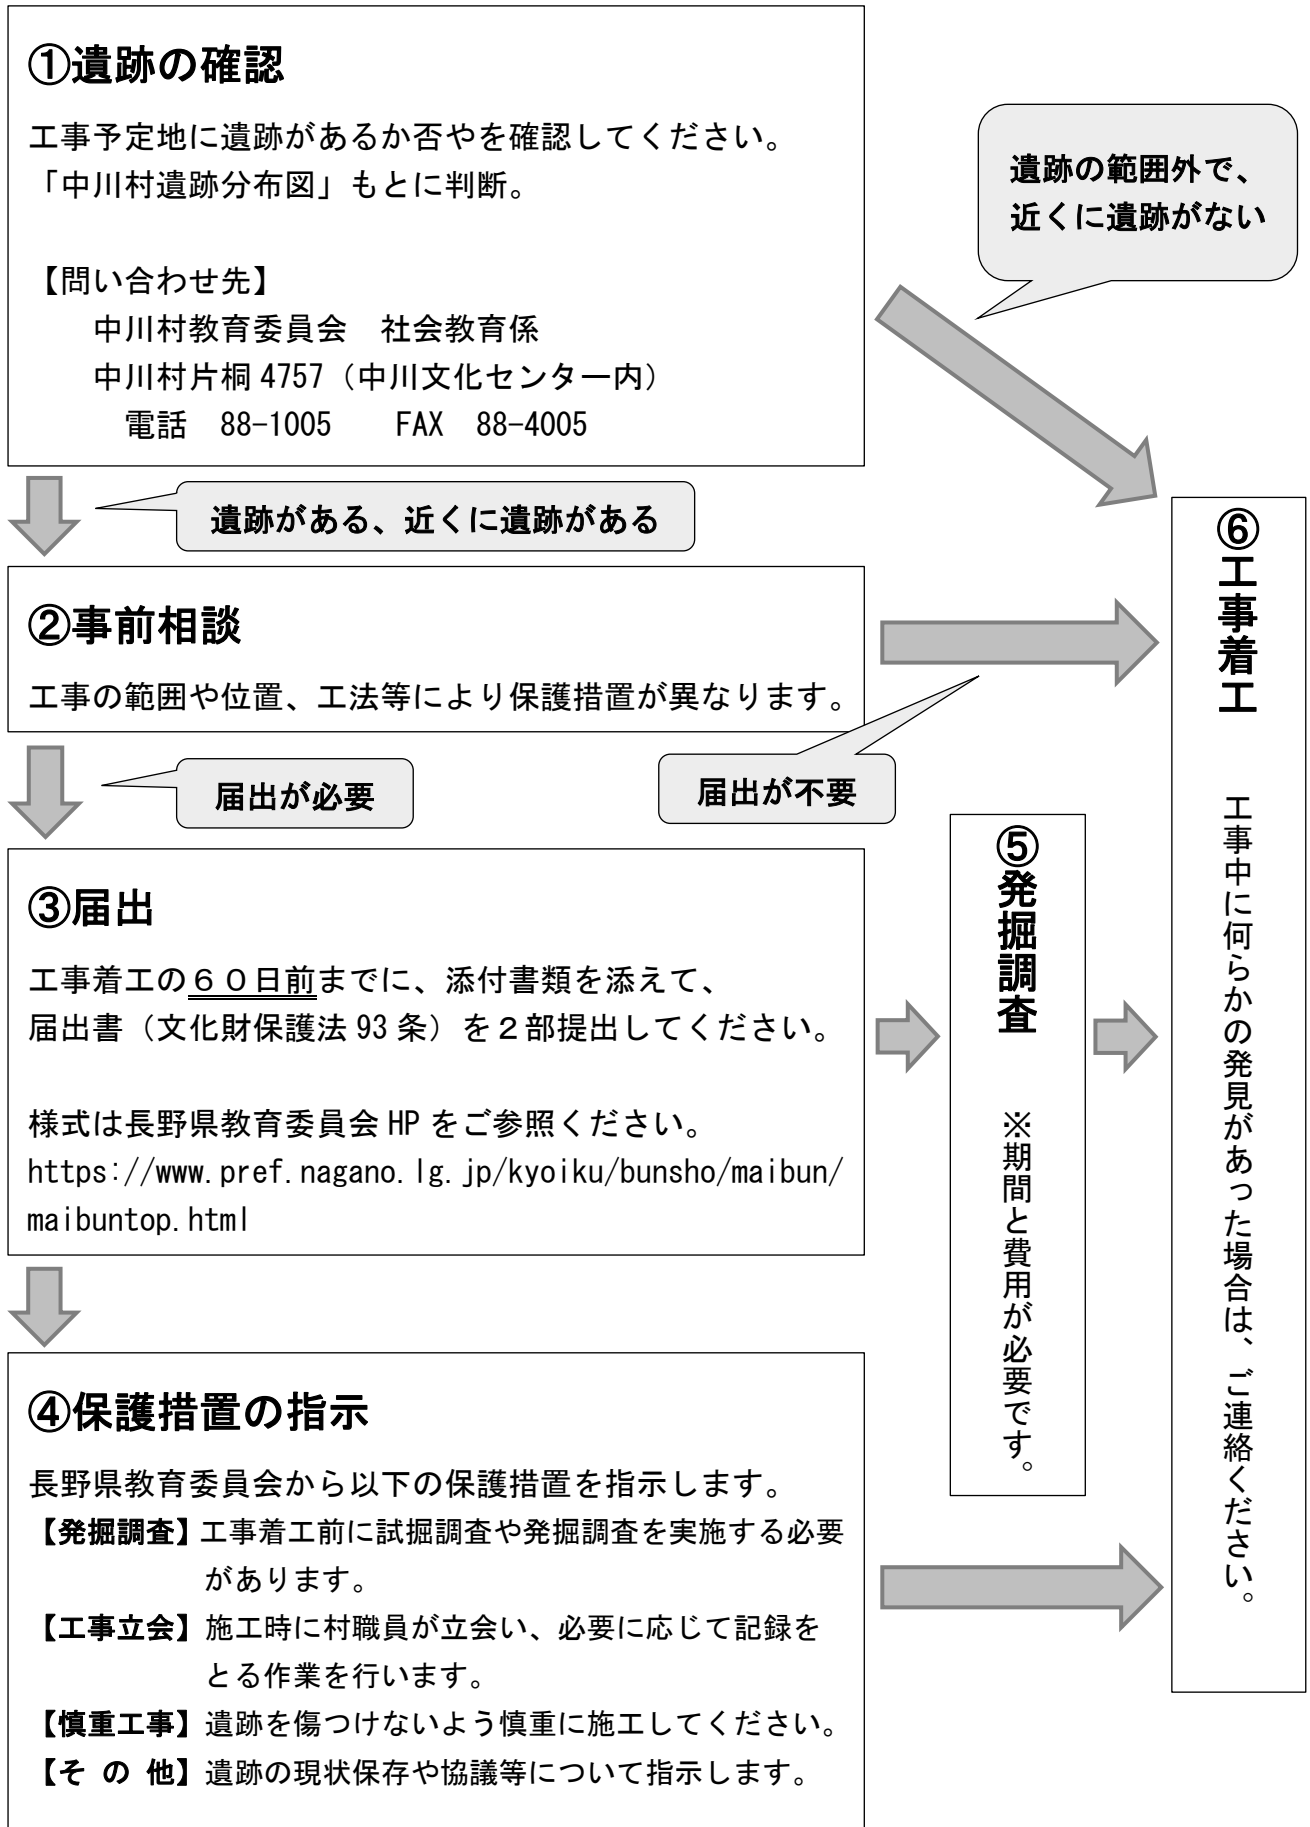 ①遺跡の確認
工事予定地に遺跡があるか否やを確認してください。
「中川村遺跡分布図」もとに判断。
【問い合わせ先】
中川村教育委員会　社会教育係
中川村片桐 4757（中川文化センター内）
電話　88-1005　　FAX　88-4005
遺跡の範囲外で、
近くに遺跡がない
遺跡がある、近くに遺跡がある
②事前相談
工事の範囲や位置、工法等により保護措置が異なります。
届出が必要
届出が不要
③届出
工事着工の６０日前までに、添付書類を添えて、
届出書（文化財保護法 93 条）を２部提出してください。
様式は長野県教育委員会 HP をご参照ください。
https://www.pref.nagano.lg.jp/kyoiku/bunsho/maibun/
maibuntop.html
④保護措置の指示
長野県教育委員会から以下の保護措置を指示します。
【発掘調査】工事着工前に試掘調査や発掘調査を実施する必要
があります。
【工事立会】施工時に村職員が立会い、必要に応じて記録を
とる作業を行います。
【慎重工事】遺跡を傷つけないよう慎重に施工してください。
【そ の 他】遺跡の現状保存や協議等について指示します。
⑤発掘調査　※期間と費用が必要です。
⑥工事着工　工事中に何らかの発見があった場合は、ご連絡ください。